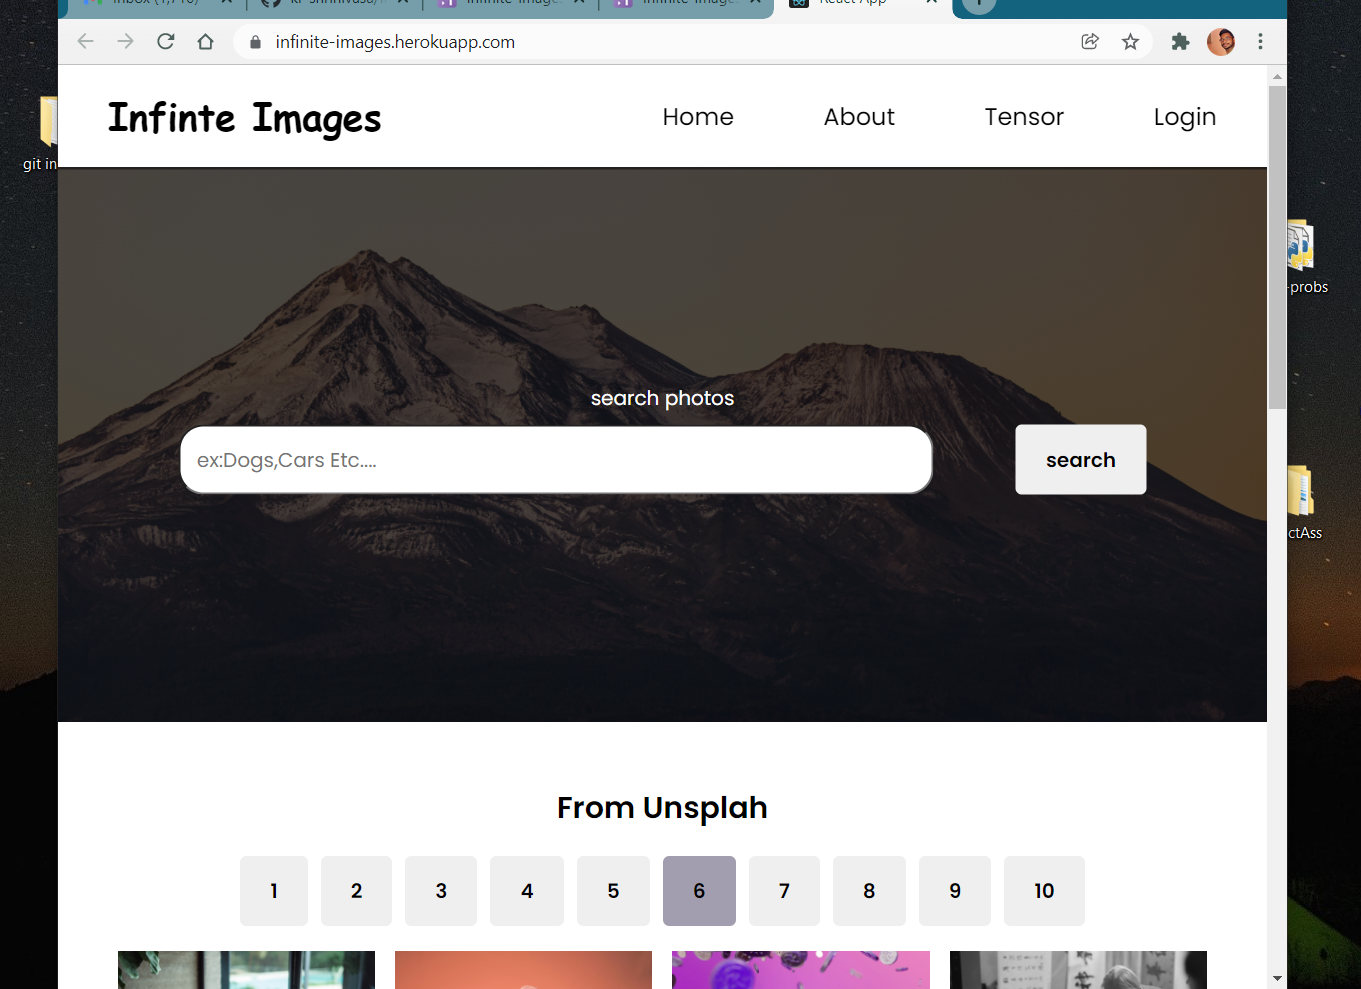 infinite-images.herokuapp.com
Infinte Images
Home
About
Tensor
Login
git in
-probs
search photos
ex:Dogs,Cars Etc....
search
ctAss
From Unsplah
1
2
3
4
5
6
7
8
9
10